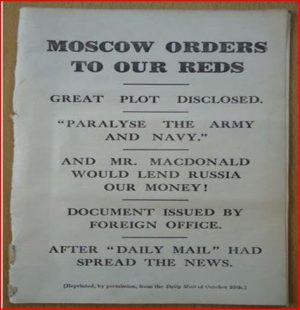 MOSCOW ORDERS
TO OUR REDS
GREAT PLOT DISCLOSED.
"PARALYSE THE ARMY
AND NAVY."
AND MR. MACDONALD
WOULD LEND RUSSIA
OUR MONEY!
DOCUMENT ISSUED BY
FOREIGN OFFICE.
AFTER "DAILY MAIL" HAD
SPREAD THE NEWS.
[Reprinted, by permission, from the Daily Mail of October 25th.]